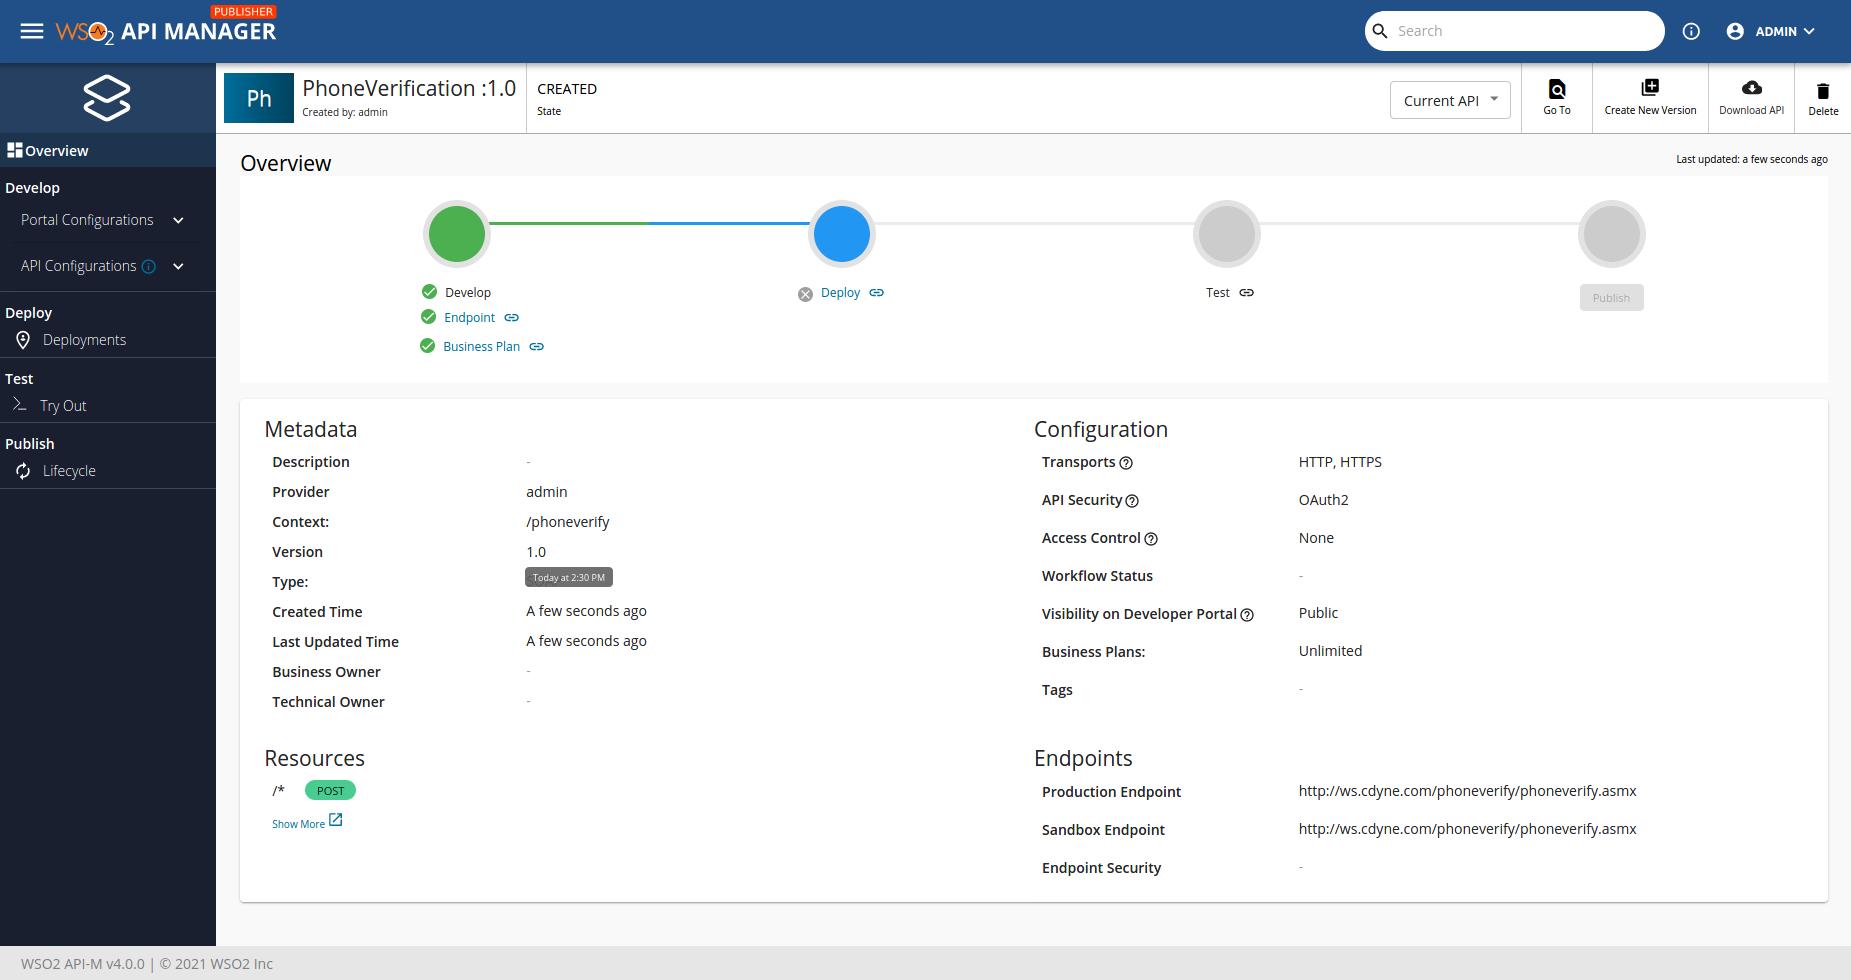 PUBLISHER
WSO2 API MANAGER
Search
ADMIN
Ph
PhoneVerification :1.0
Created by: admin
CREATED
State
Current API
Go To
Create New Version
Download API
Delete
Overview
Develop
Portal Configurations
API Configurations
Deploy
Deployments
Test
Try Out
Publish
Lifecycle
Overview
Last updated: a few seconds ago
Develop
Endpoint
Business Plan
Deploy
Test
Publish
Metadata
Description -
Provider admin
Context: /phoneverify
Version 1.0
Type:
Today at 2:30 PM
Created Time A few seconds ago
Last Updated Time A few seconds ago
Business Owner -
Technical Owner -
Configuration
Transports HTTP, HTTPS
API Security OAuth2
Access Control None
Workflow Status -
Visibility on Developer Portal Public
Business Plans: Unlimited
Tags -
Resources
/* POST
Show More
Endpoints
Production Endpoint http://ws.cdyne.com/phoneverify/phoneverify.asmx
Sandbox Endpoint http://ws.cdyne.com/phoneverify/phoneverify.asmx
Endpoint Security -
WSO2 API-M v4.0.0 | © 2021 WSO2 Inc